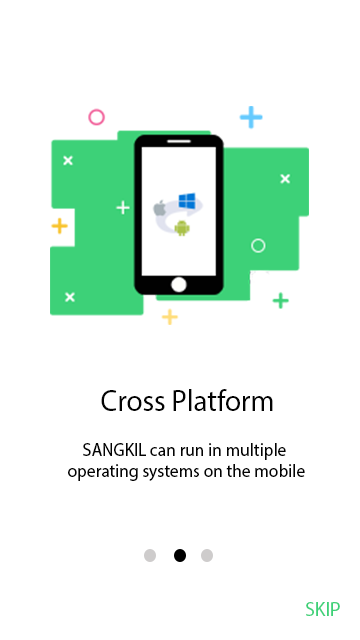 Cross Platform
SANGKIL can run in multiple
operating systems on the mobile
SKIP